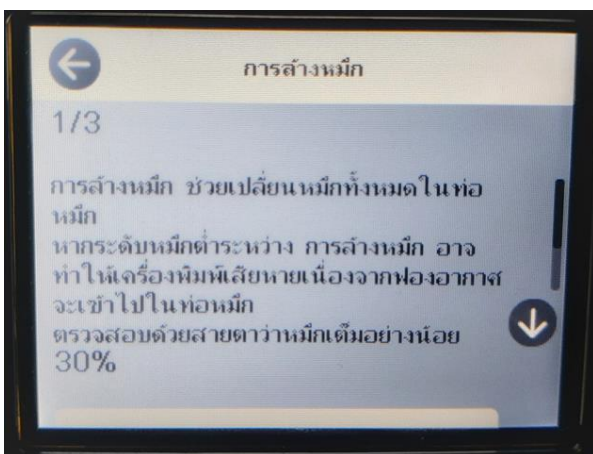 การล้างหมึก
1/3
การล้างหมึก ช่วยเปลี่ยนหมึกทั้งหมดในท่อ
หมึก
หากระดับหมึกต่ำระหว่าง การล้างหมึก อาจ
ทำให้เครื่องพิมพ์เสียหายเนื่องจากฟองอากาศ
จะเข้าไปในท่อหมึก
ตรวจสอบด้วยสายตาว่าหมึกเต็มอย่างน้อย
30%